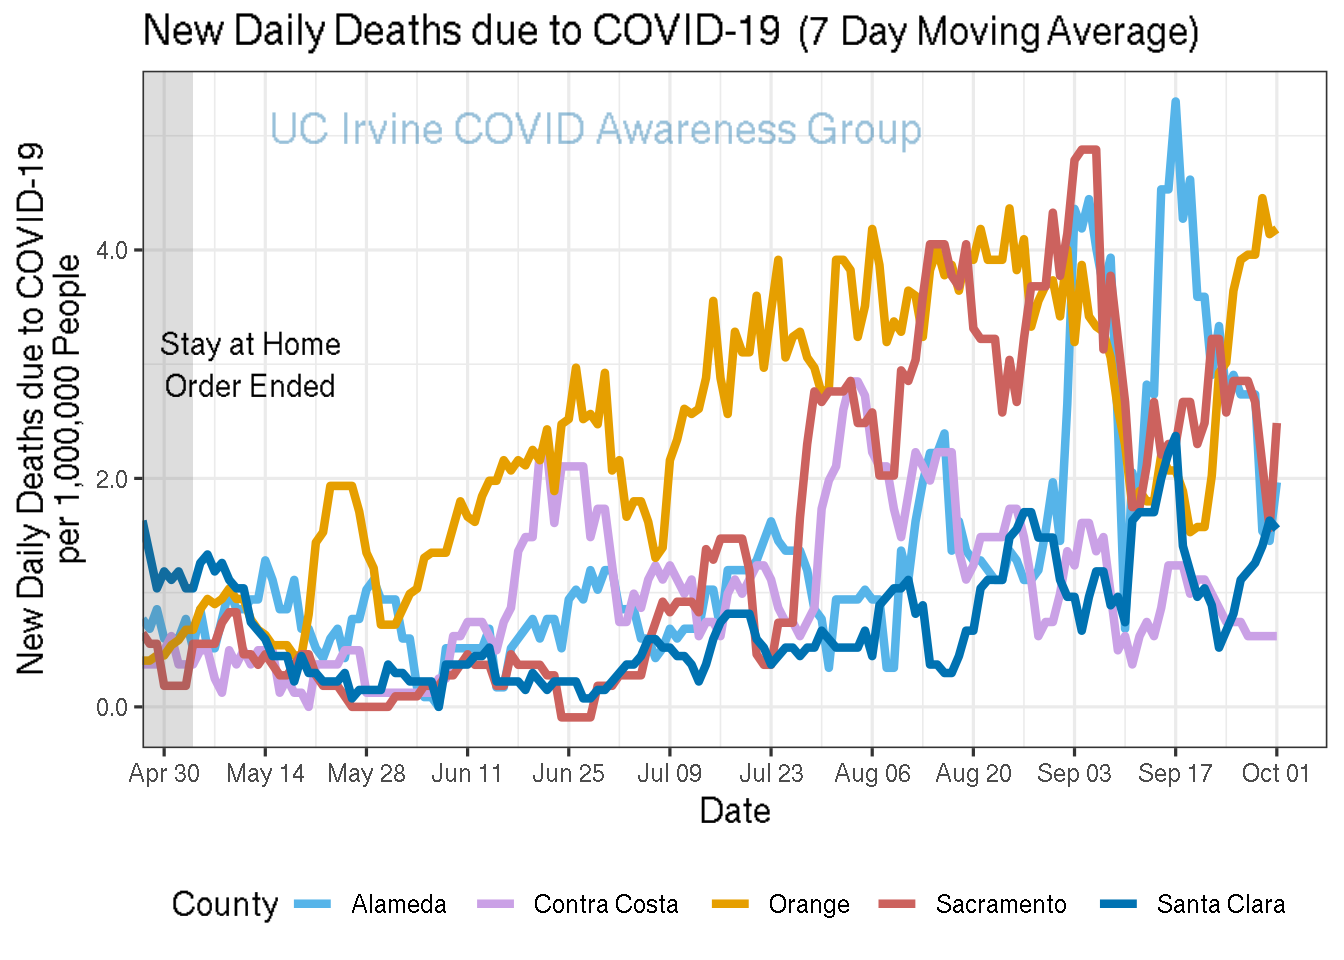 New Daily Deaths due to COVID-19 (7 Day Moving Average)
UC Irvine COVID Awareness Group
New Daily Deaths due to COVID-19
per 1,000,000 People
4.0
2.0
0.0
Stay at Home
Order Ended
Apr 30 May 14 May 28 Jun 11 Jun 25 Jul 09 Jul 23 Aug 06 Aug 20 Sep 03 Sep 17 Oct 01
Date
County Alameda Contra Costa Orange Sacramento Santa Clara